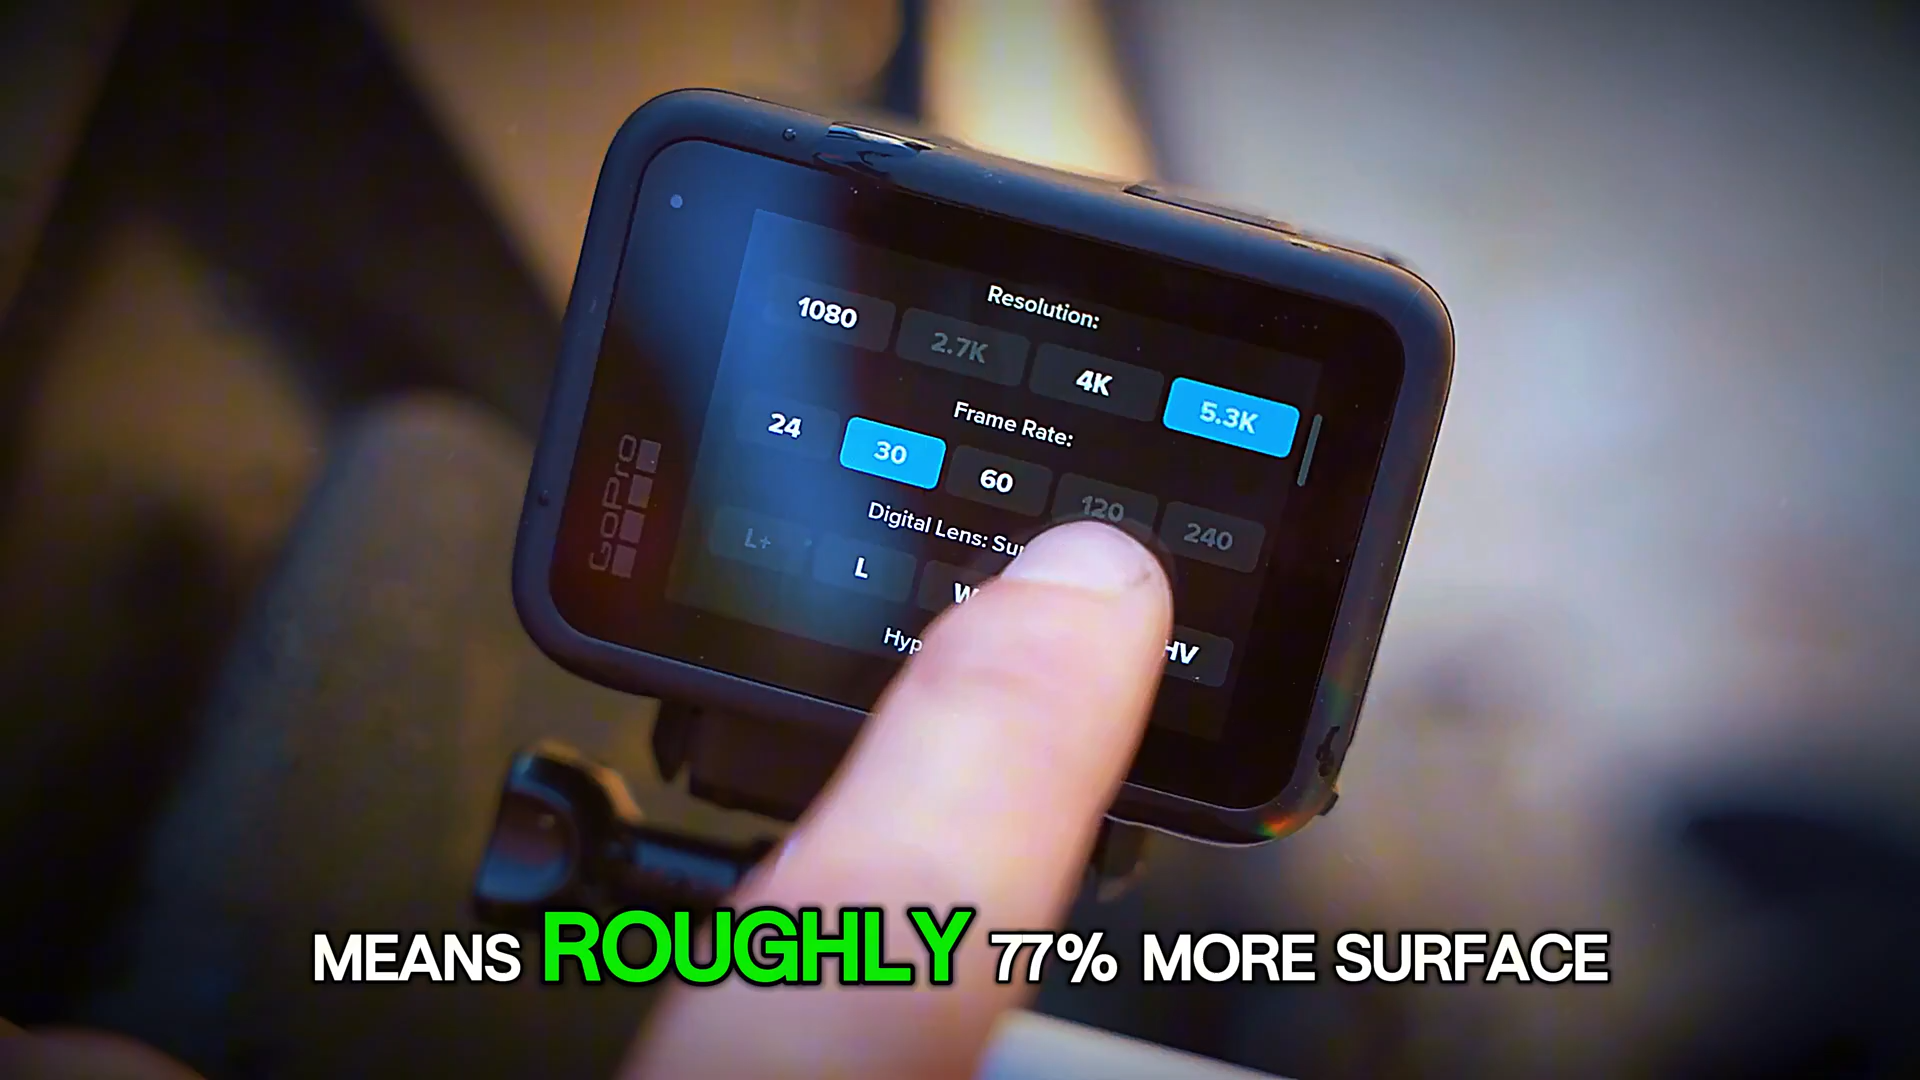 Resolution:
1080 2.7K 4K 5.3K
Frame Rate:
24 30 60 120 240
Digital Lens:
L+ L
HV
GoPro
MEANS ROUGHLY 77% MORE SURFACE